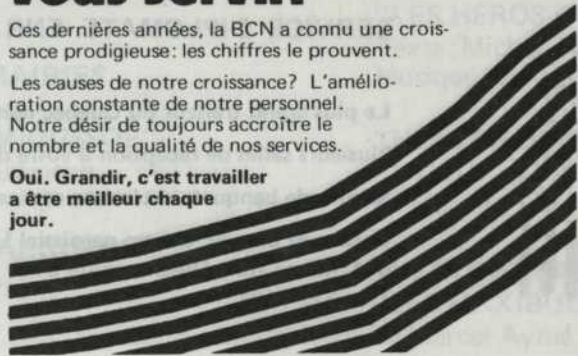 vous servir.
Ces dernières années, la BCN a connu une crois-
sance prodigieuse: les chiffres le prouvent.
Les causes de notre croissance? L'amélio-
ration constante de notre personnel.
Notre désir de toujours accroître le
nombre et la qualité de nos services.
Oui. Grandir, c'est travailler
a être meilleur chaque
jour.